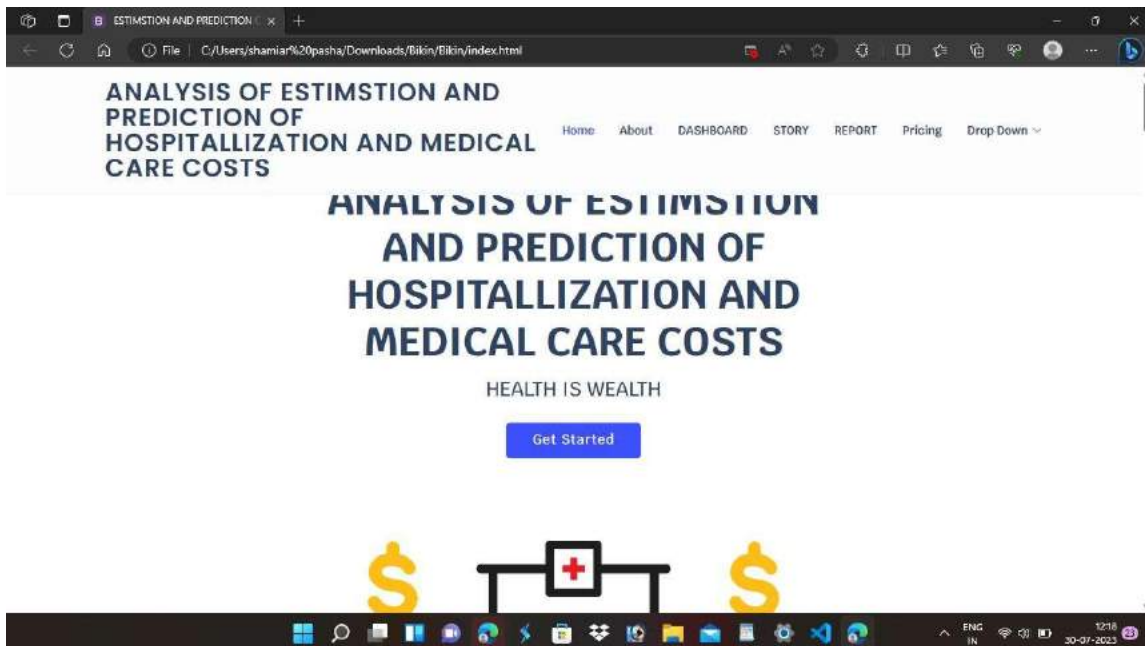 ESTIMSTION AND PREDICTION
File
C:/Users/shamiar%20pasha/Downloads/Bikin/Bikin/index.html
ANALYSIS OF ESTIMSTION AND
PREDICTION OF
HOSPITALLIZATION AND MEDICAL
CARE COSTS
Home About DASHBOARD STORY REPORT Pricing Drop Down
ANALYSIS OF ESTIMSTION
AND PREDICTION OF
HOSPITALLIZATION AND
MEDICAL CARE COSTS
HEALTH IS WEALTH
Get Started
$ $
ENG
IN
12:18
30-07-2023